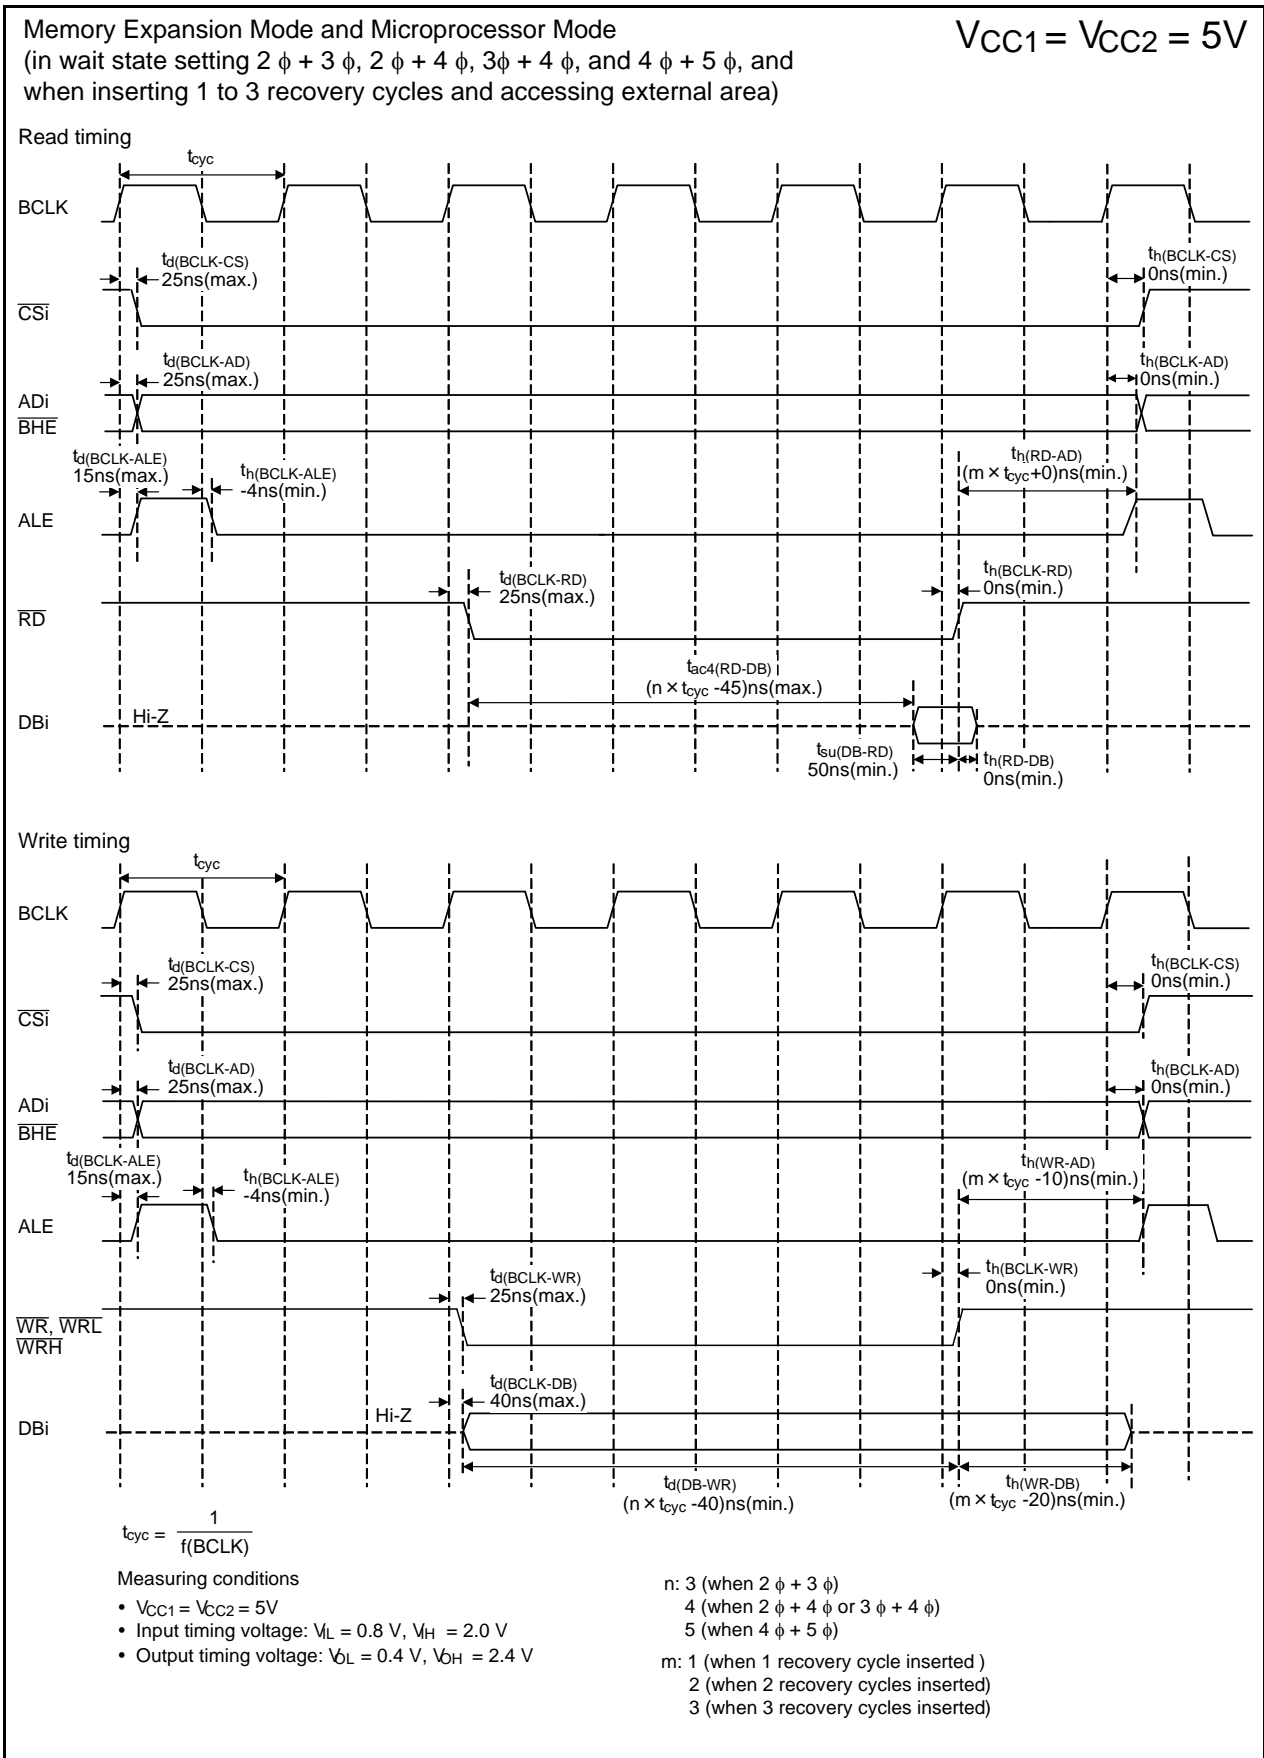 Memory Expansion Mode and Microprocessor Mode
(in wait state setting 2 ϕ + 3 ϕ, 2 ϕ + 4 ϕ, 3ϕ + 4 ϕ, and 4 ϕ + 5 ϕ, and
when inserting 1 to 3 recovery cycles and accessing external area)
VCC1 = VCC2 = 5V
Read timing
tcyc
BCLK
td(BCLK-CS)
25ns(max.)
th(BCLK-CS)
0ns(min.)
CSi
td(BCLK-AD)
25ns(max.)
th(BCLK-AD)
0ns(min.)
ADi
BHE
td(BCLK-ALE)
15ns(max.)
th(BCLK-ALE)
-4ns(min.)
th(RD-AD)
(m × tcyc+0)ns(min.)
ALE
td(BCLK-RD)
25ns(max.)
th(BCLK-RD)
0ns(min.)
RD
tac4(RD-DB)
(n × tcyc -45)ns(max.)
DBi
Hi-Z
tsu(DB-RD)
50ns(min.)
th(RD-DB)
0ns(min.)
Write timing
tcyc
BCLK
td(BCLK-CS)
25ns(max.)
th(BCLK-CS)
0ns(min.)
CSi
td(BCLK-AD)
25ns(max.)
th(BCLK-AD)
0ns(min.)
ADi
BHE
td(BCLK-ALE)
15ns(max.)
th(BCLK-ALE)
-4ns(min.)
th(WR-AD)
(m × tcyc -10)ns(min.)
ALE
td(BCLK-WR)
25ns(max.)
th(BCLK-WR)
0ns(min.)
WR, WRL
WRH
td(BCLK-DB)
40ns(max.)
Hi-Z
DBi
td(DB-WR)
(n × tcyc -40)ns(min.)
th(WR-DB)
(m × tcyc -20)ns(min.)
tcyc = 1
f(BCLK)
Measuring conditions
• VCC1 = VCC2 = 5V
• Input timing voltage: VIL = 0.8 V, VIH = 2.0 V
• Output timing voltage: VOL = 0.4 V, VOH = 2.4 V
n: 3 (when 2 ϕ + 3 ϕ)
4 (when 2 ϕ + 4 ϕ or 3 ϕ + 4 ϕ)
5 (when 4 ϕ + 5 ϕ)
m: 1 (when 1 recovery cycle inserted )
2 (when 2 recovery cycles inserted)
3 (when 3 recovery cycles inserted)